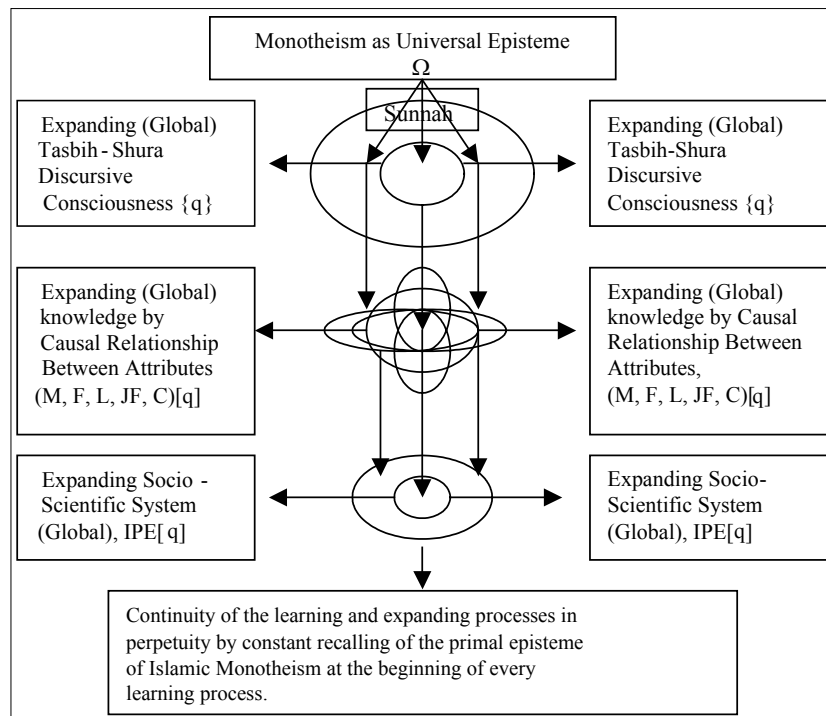 Monotheism as Universal Episteme
Ω
Sunnah
Expanding (Global)
Tasbih - Shura
Discursive
Consciousness {q}
Expanding (Global)
Tasbih-Shura
Discursive
Consciousness {q}
Expanding (Global)
knowledge by
Causal Relationship
Between Attributes
(M, F, L, JF, C)[q]
Expanding (Global)
knowledge by Causal
Relationship Between
Attributes,
(M, F, L, JF, C)[q]
Expanding Socio -
Scientific System
(Global), IPE[q]
Expanding Socio-
Scientific System
(Global), IPE[q]
Continuity of the learning and expanding processes in
perpetuity by constant recalling of the primal episteme
of Islamic Monotheism at the beginning of every
learning process.